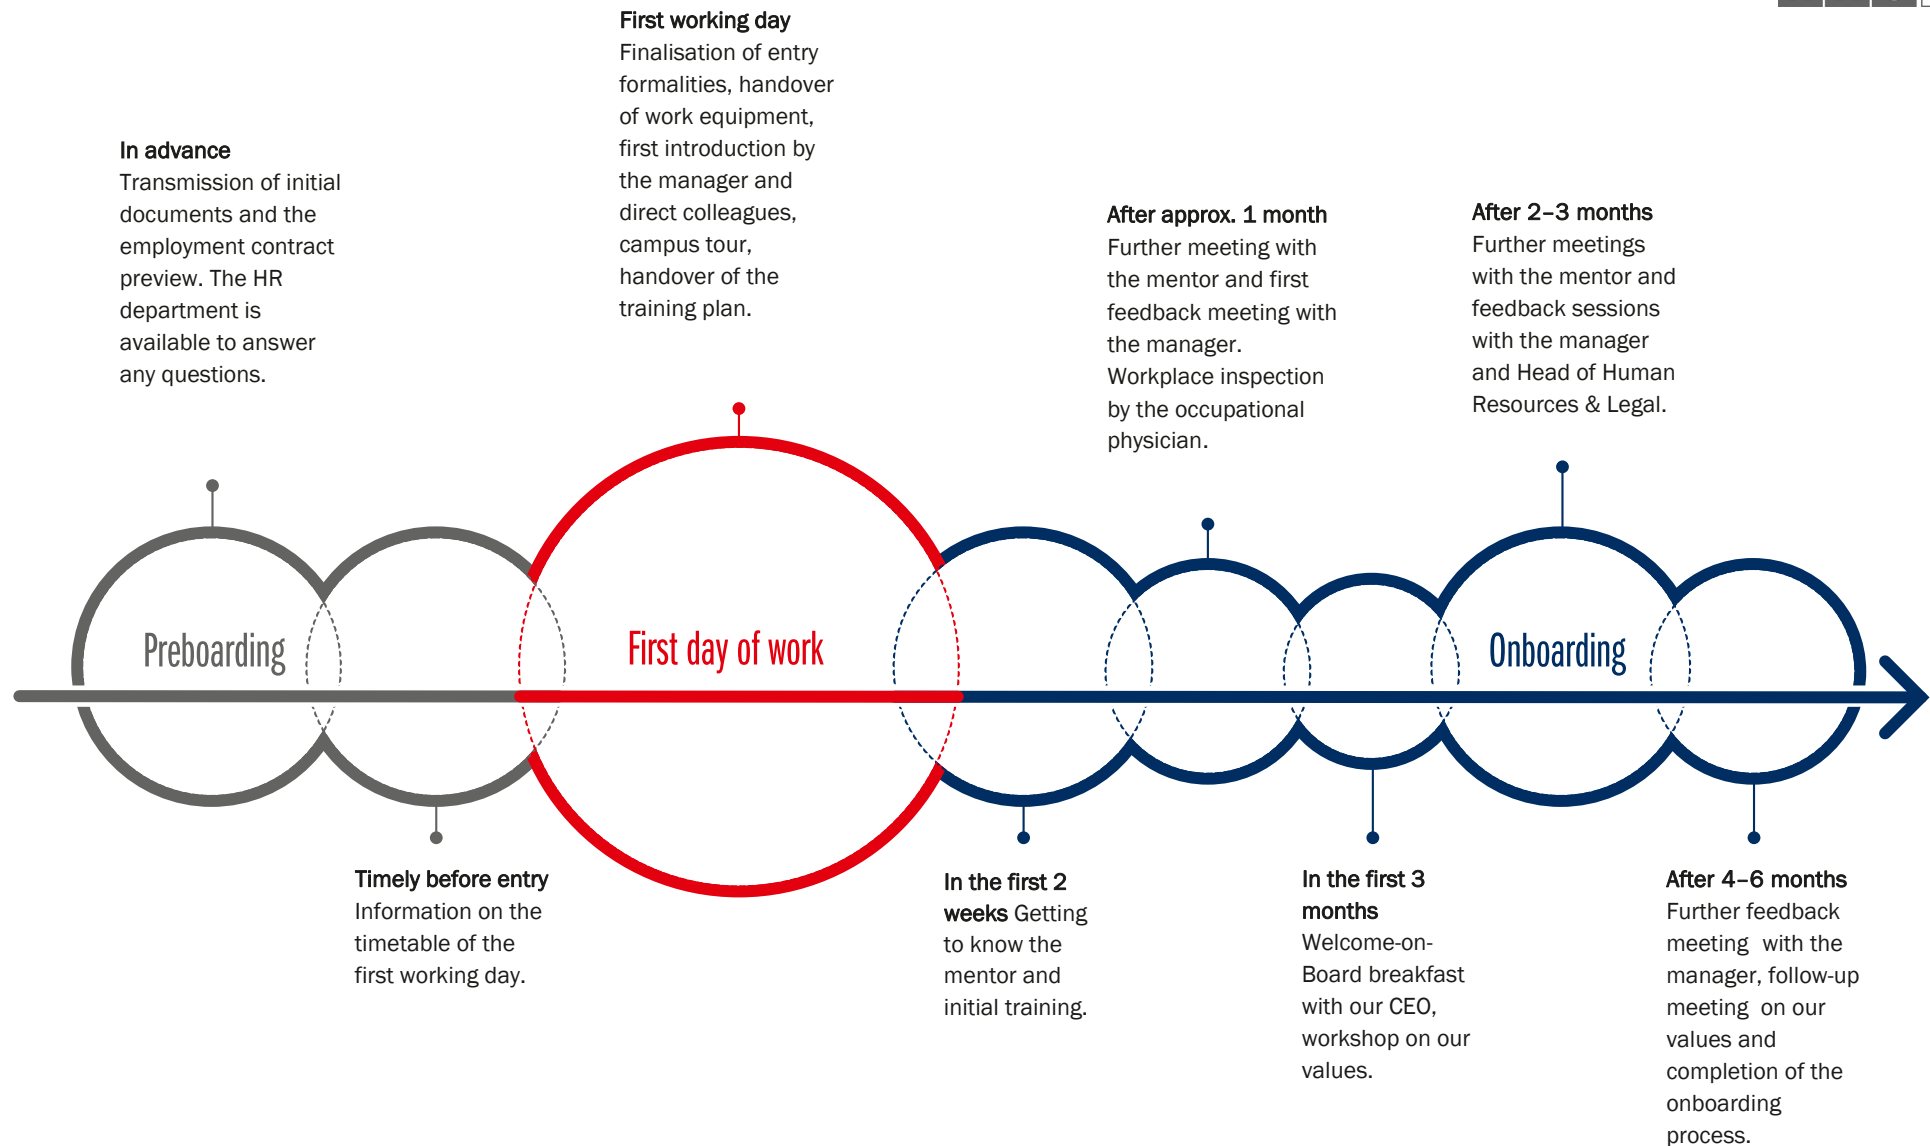 First working day
Finalisation of entry
formalities, handover
of work equipment,
first introduction by
the manager and
direct colleagues,
campus tour,
handover of the
training plan.
In advance
Transmission of initial
documents and the
employment contract
preview. The HR
department is
available to answer
any questions.
After approx. 1 month
Further meeting with
the mentor and first
feedback meeting with
the manager.
Workplace inspection
by the occupational
physician.
After 2–3 months
Further meetings
with the mentor and
feedback sessions
with the manager
and Head of Human
Resources & Legal.
Preboarding
First day of work
Onboarding
Timely before entry
Information on the
timetable of the
first working day.
In the first 2
weeks Getting
to know the
mentor and
initial training.
In the first 3
months
Welcome-on-
Board breakfast
with our CEO,
workshop on our
values.
After 4–6 months
Further feedback
meeting with the
manager, follow-up
meeting on our
values and
completion of the
onboarding
process.